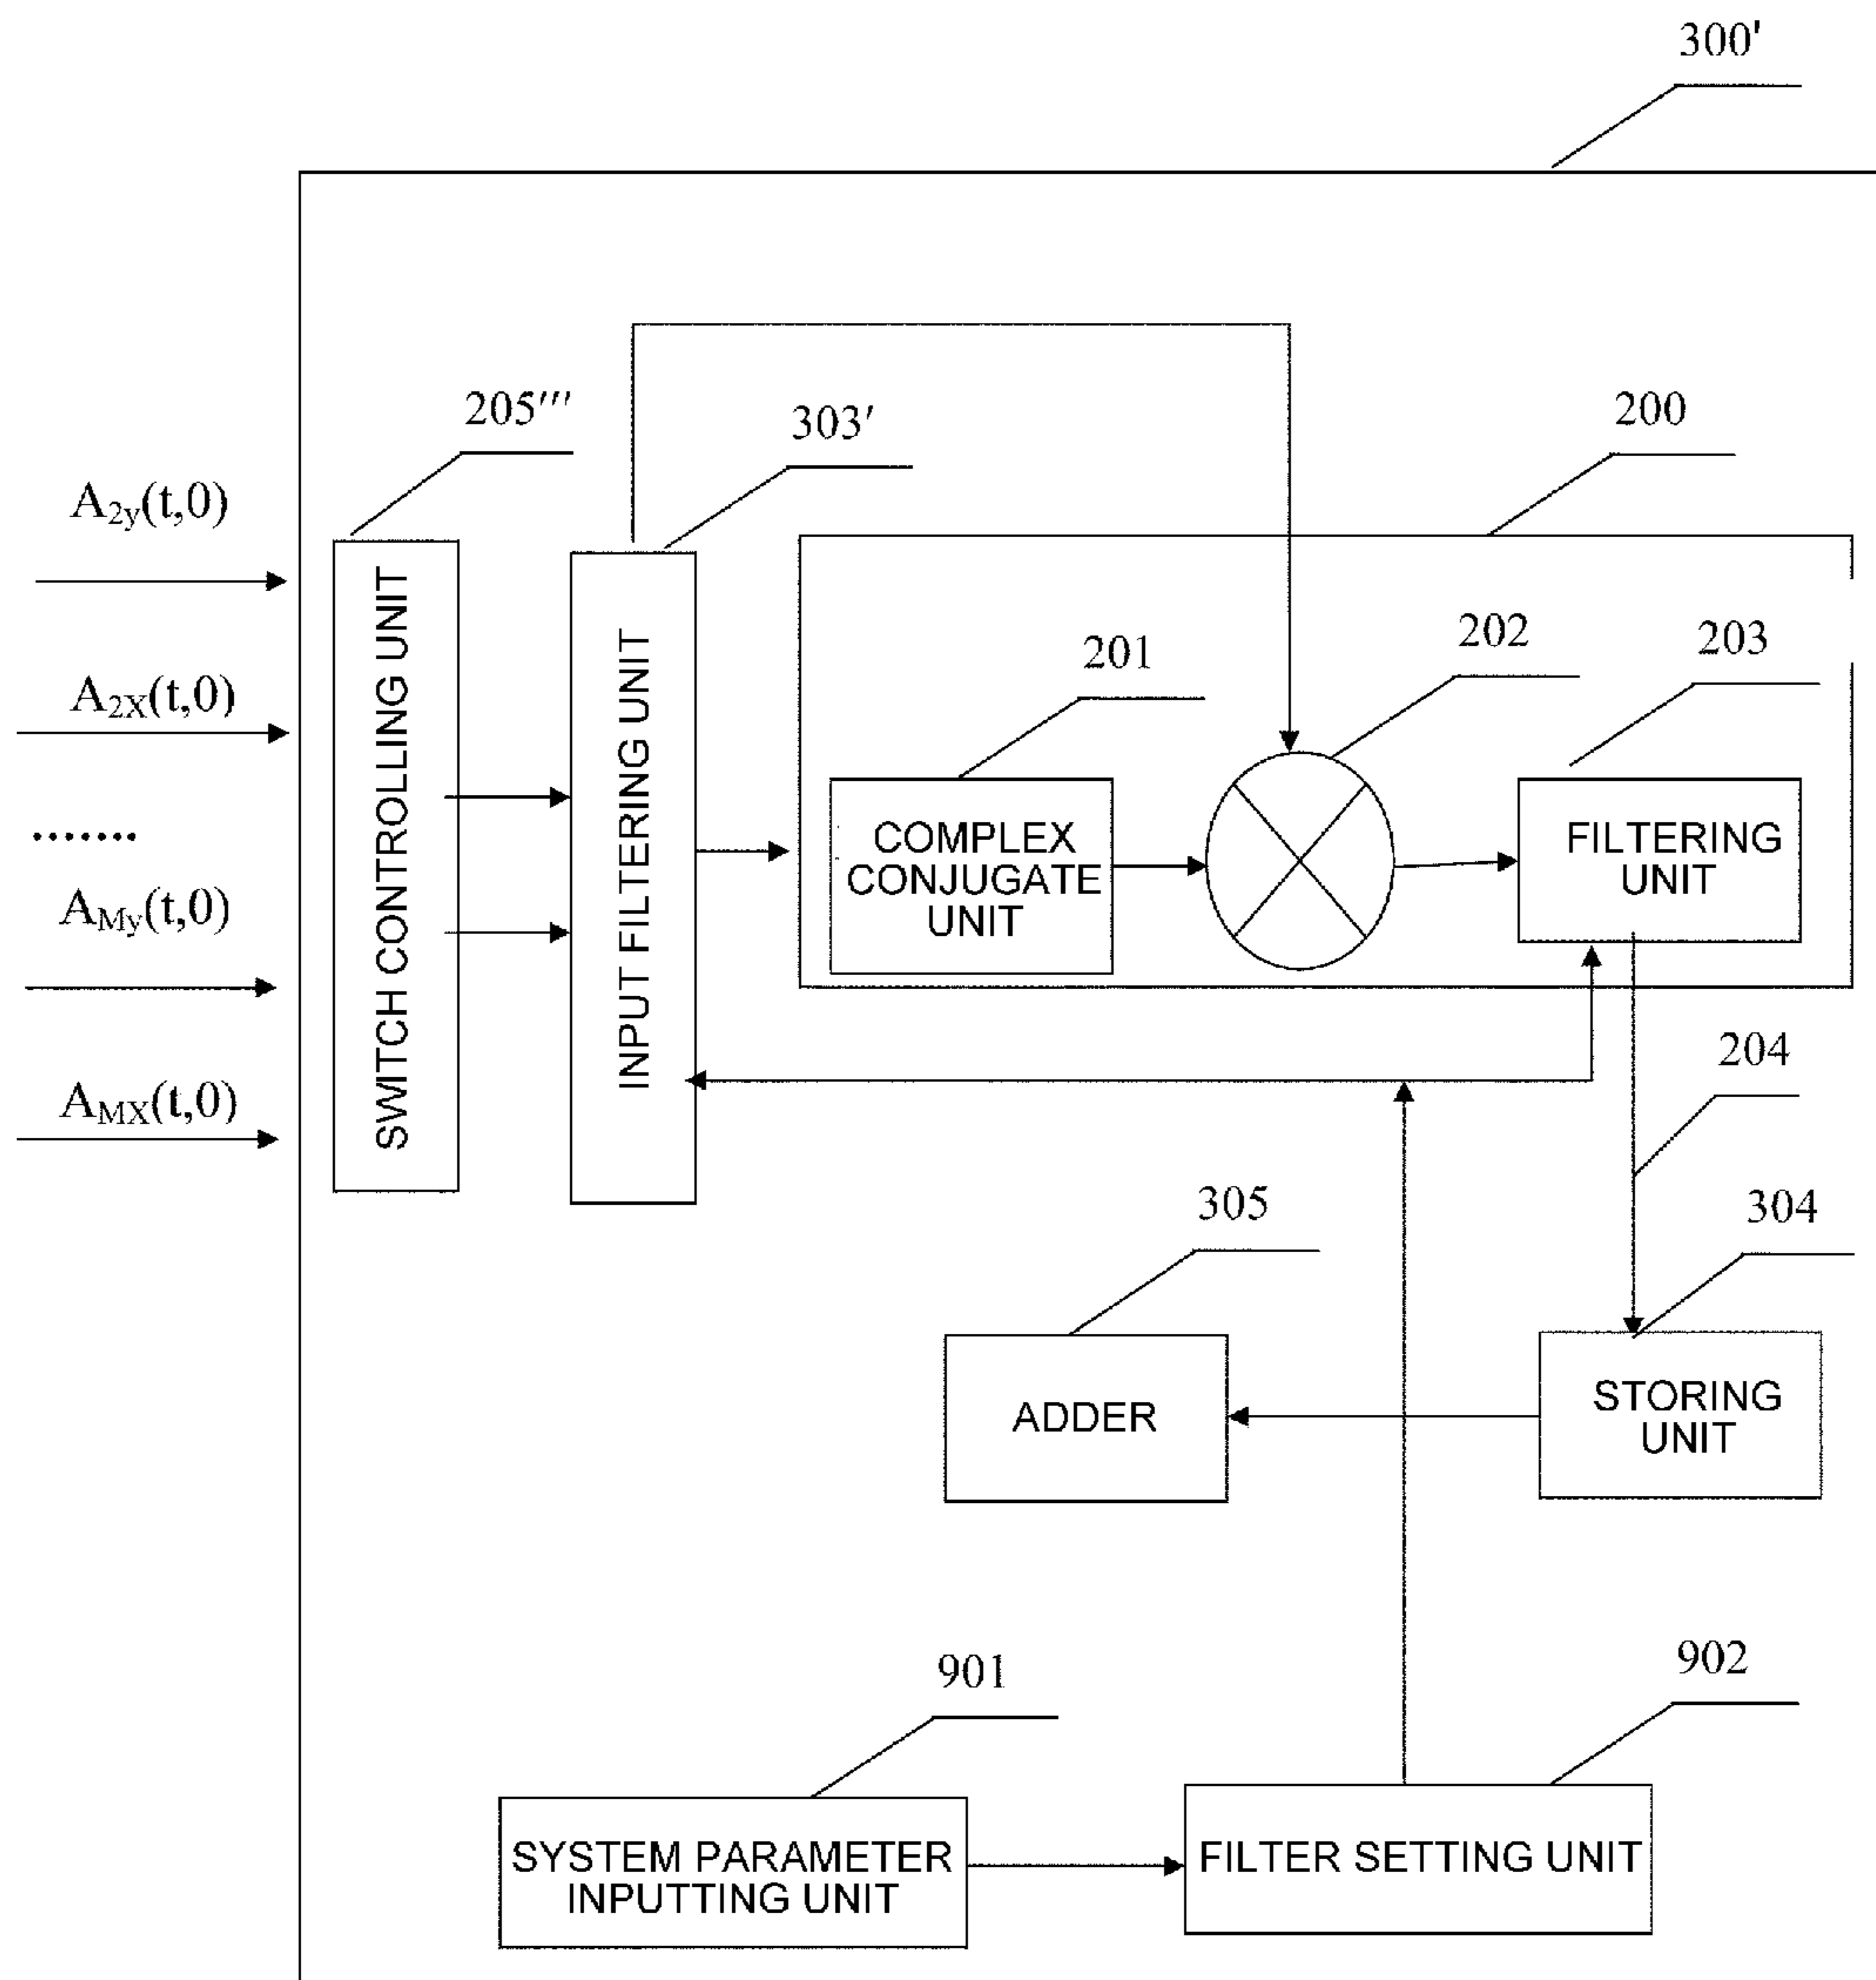 300'
205'''
303'
200
A2y(t,0)
A2X(t,0)
.......
AMy(t,0)
AMX(t,0)
SWITCH CONTROLLING UNIT
INPUT FILTERING UNIT
201
202
203
COMPLEX
CONJUGATE
UNIT
FILTERING
UNIT
204
305
304
ADDER
STORING
UNIT
901
902
SYSTEM PARAMETER
INPUTTING UNIT
FILTER SETTING UNIT